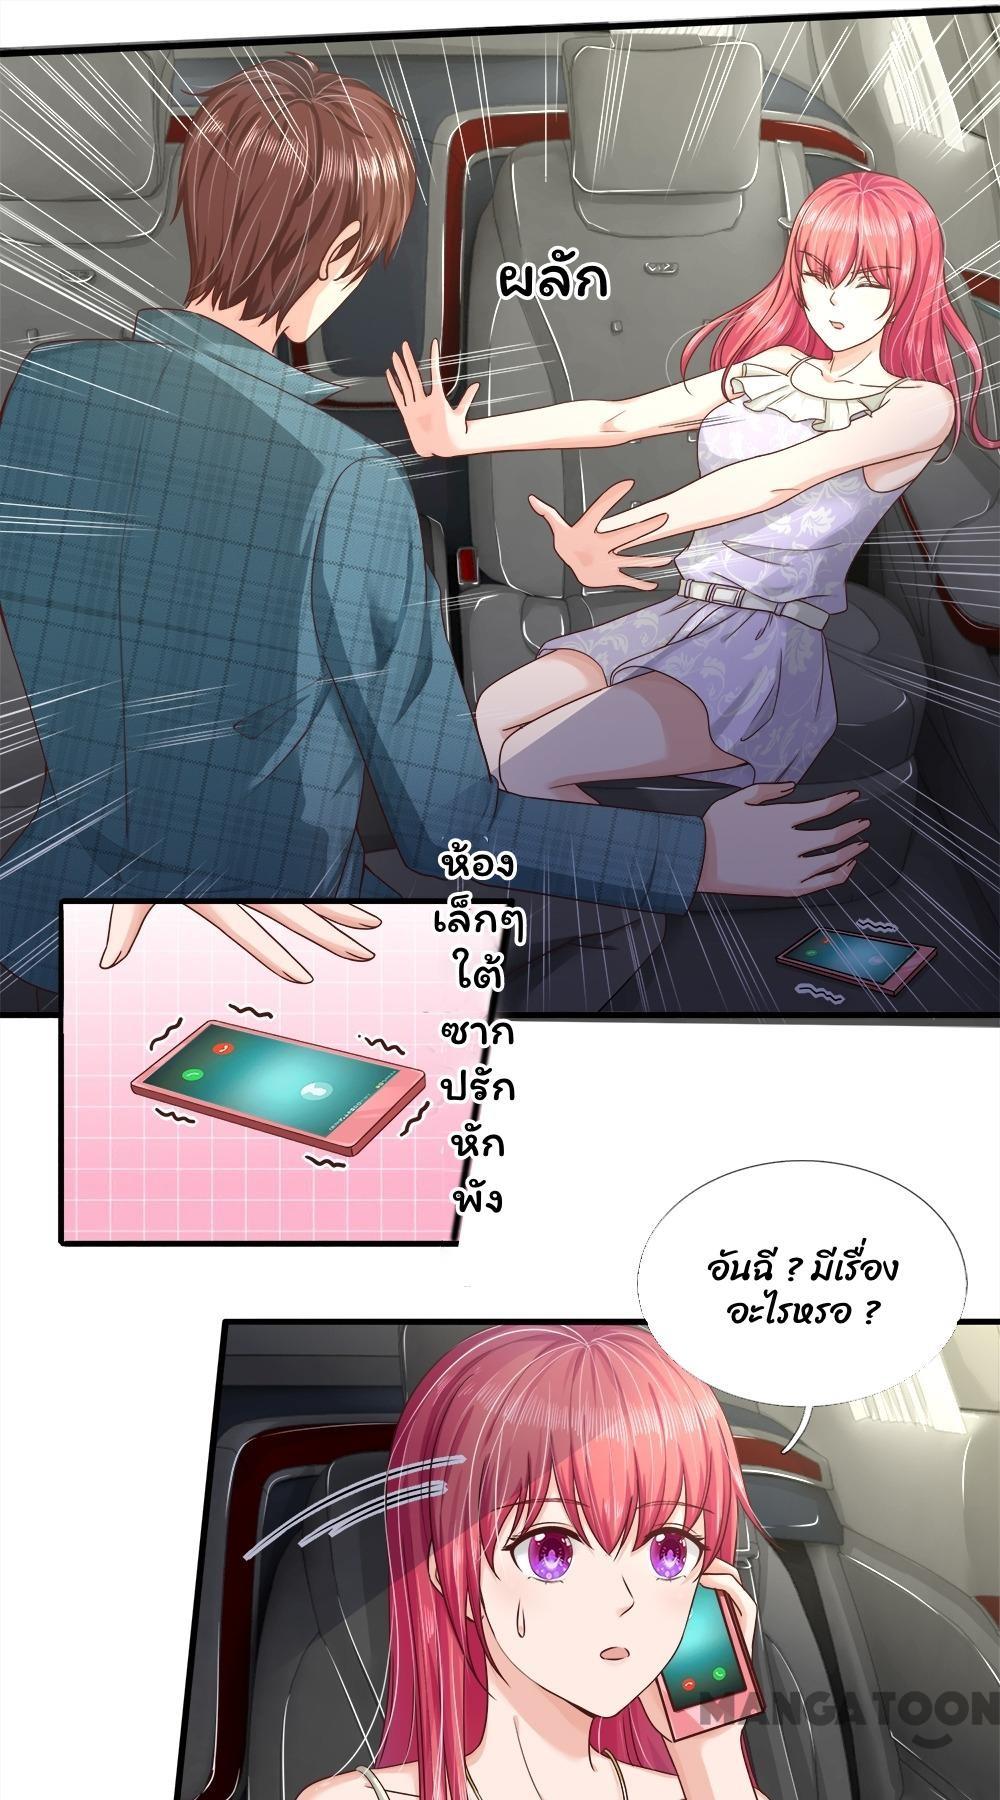 ผลัก
ห้อง
เล็กๆ
ใต้
ซาก
ปรัก
หัก
พัง
อันฉี ? มีเรื่อง
อะไรหรอ ?
MANGATOON